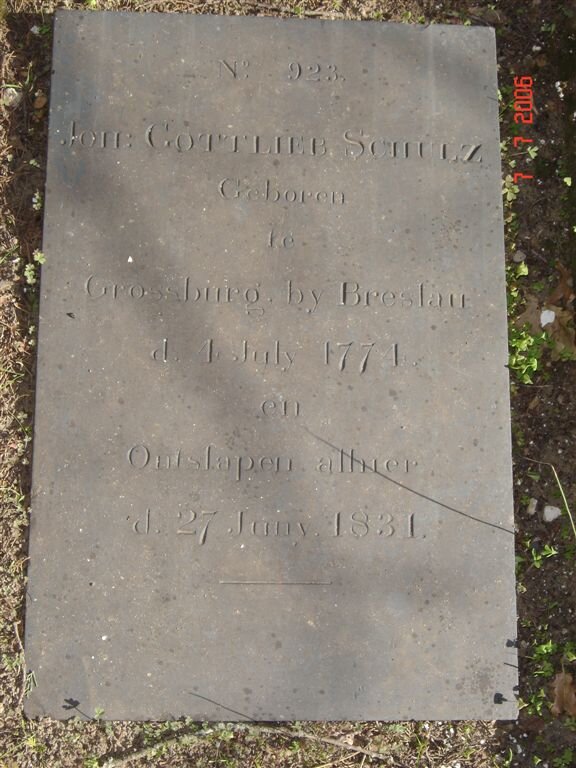 No 923.
Joh: Gottlieb Schulz
Geboren
te
Grossburg. by Breslau
d. 4 July 1774.
en
Ontslapen alhier
d. 27 Juny. 1831.
7 7 2006